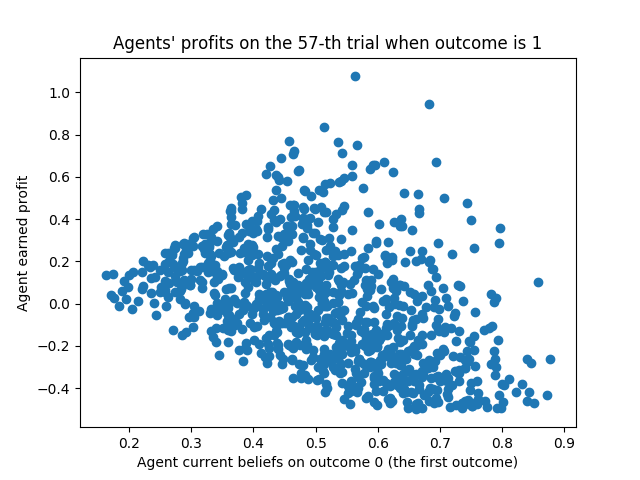 Agents' profits on the 57-th trial when outcome is 1
Agent earned profit
1.0
0.8
0.6
0.4
0.2
0.0
−0.2
−0.4
0.2 0.3 0.4 0.5 0.6 0.7 0.8 0.9
Agent current beliefs on outcome 0 (the first outcome)